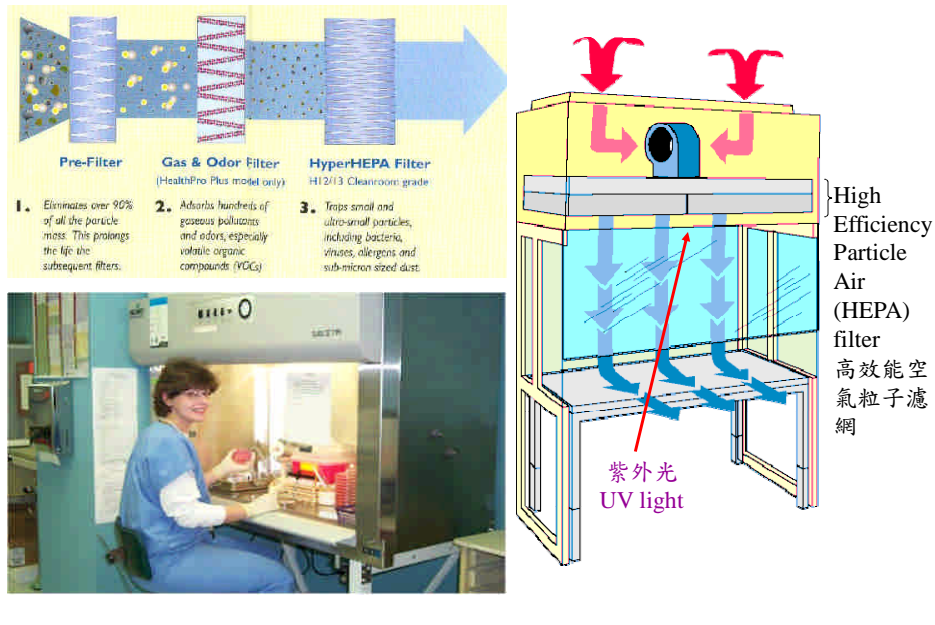 Pre-Filter
Gas & Odor Filter
(HealthPro Plus model only)
HyperHEPA Filter
H12/13 Cleanroom grade
1. Eliminates over 90%
of all the particle
mass. This prolongs
the life the
subsequent filters.
2. Adsorbs hundreds of
gaseous pollutants
and odors, especially
volatile organic
compounds (VOCs)
3. Traps small and
ultra-small particles,
including bacteria,
viruses, allergens and
sub-micron sized dust.
High
Efficiency
Particle
Air
(HEPA)
filter
高效能空
氣粒子濾
網
紫外光
UV light